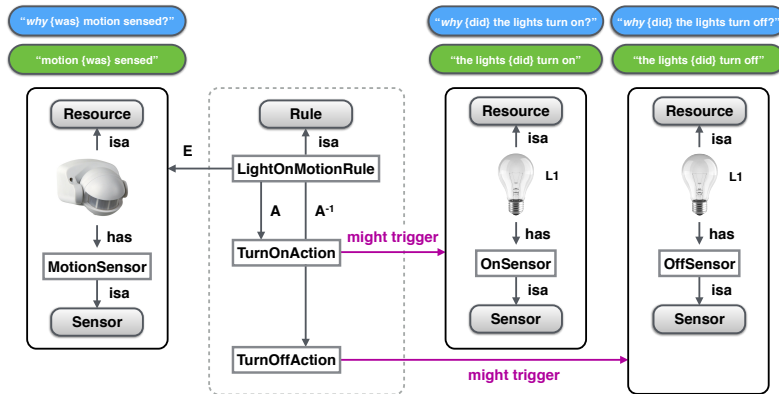 “why {was} motion sensed?”
“motion {was} sensed”
“why {did} the lights turn on?”
“the lights {did} turn on”
“why {did} the lights turn off?”
“the lights {did} turn off”
Resource
isa
has
MotionSensor
isa
Sensor
E
Rule
isa
LightOnMotionRule
A
A-1
TurnOnAction
TurnOffAction
might trigger
might trigger
Resource
isa
L1
has
OnSensor
isa
Sensor
Resource
isa
L1
has
OffSensor
isa
Sensor